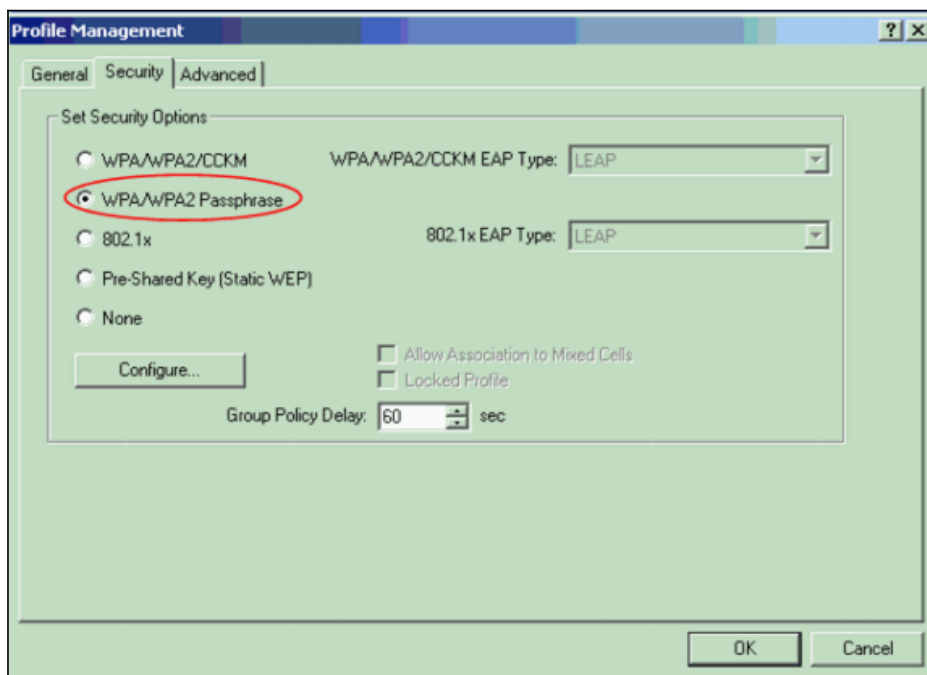 Profile Management
General Security Advanced
Set Security Options
WPA/WPA2/CCKM WPA/WPA2/CCKM EAP Type: LEAP
WPA/WPA2 Passphrase
802.1x 802.1x EAP Type: LEAP
Pre-Shared Key (Static WEP)
None
Allow Association to Mixed Cells
Configure...
Locked Profile
Group Policy Delay: 60 sec
OK Cancel